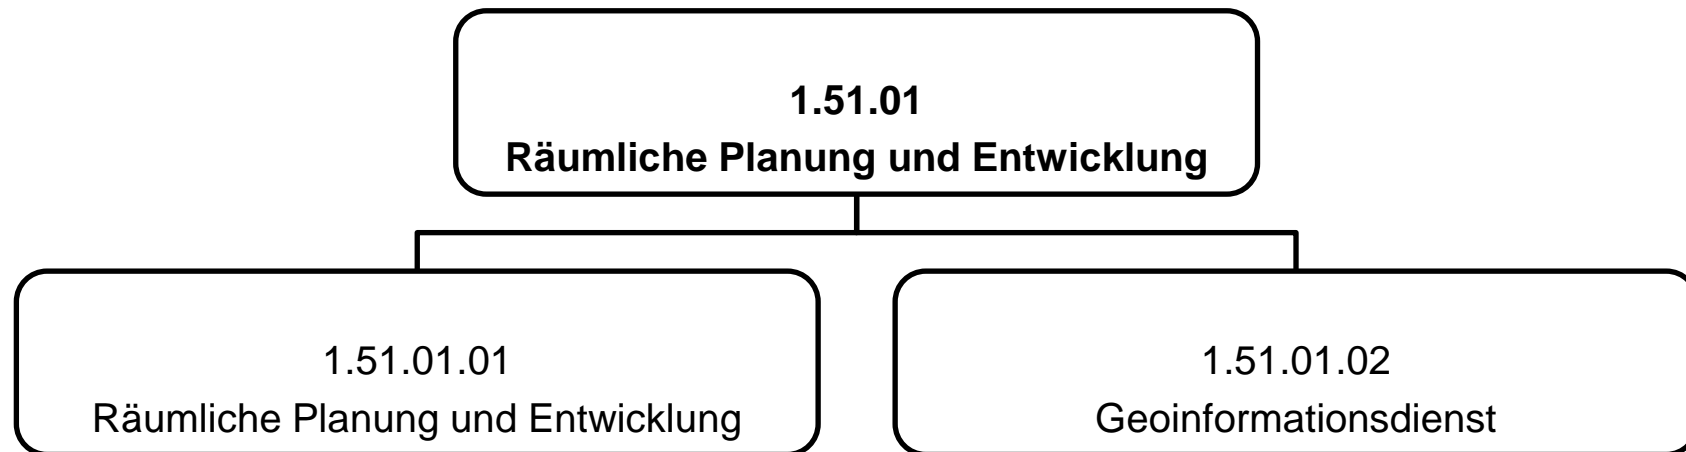 1.51.01
Räumliche Planung und Entwicklung
1.51.01.01
Räumliche Planung und Entwicklung
1.51.01.02
Geoinformationsdienst